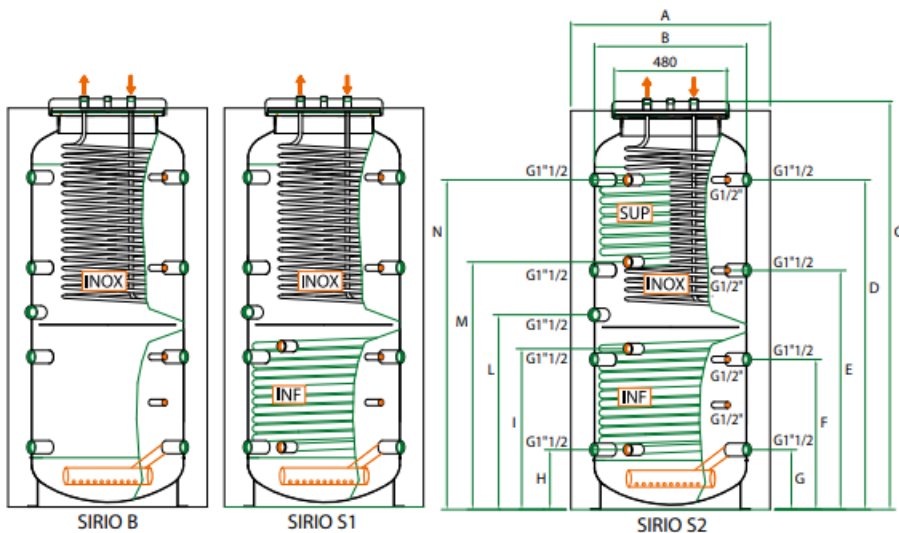 A
B
480
INOX
INOX
INF
SUP
INOX
INF
G1"1/2
G1"1/2
G1"1/2
G1"1/2
G1"1/2
G1"1/2
G1/2"
G1"1/2
G1/2"
G1"1/2
G1/2"
G1/2"
G1"1/2
N
M
L
I
H
C
D
E
F
G
SIRIO B
SIRIO S1
SIRIO S2